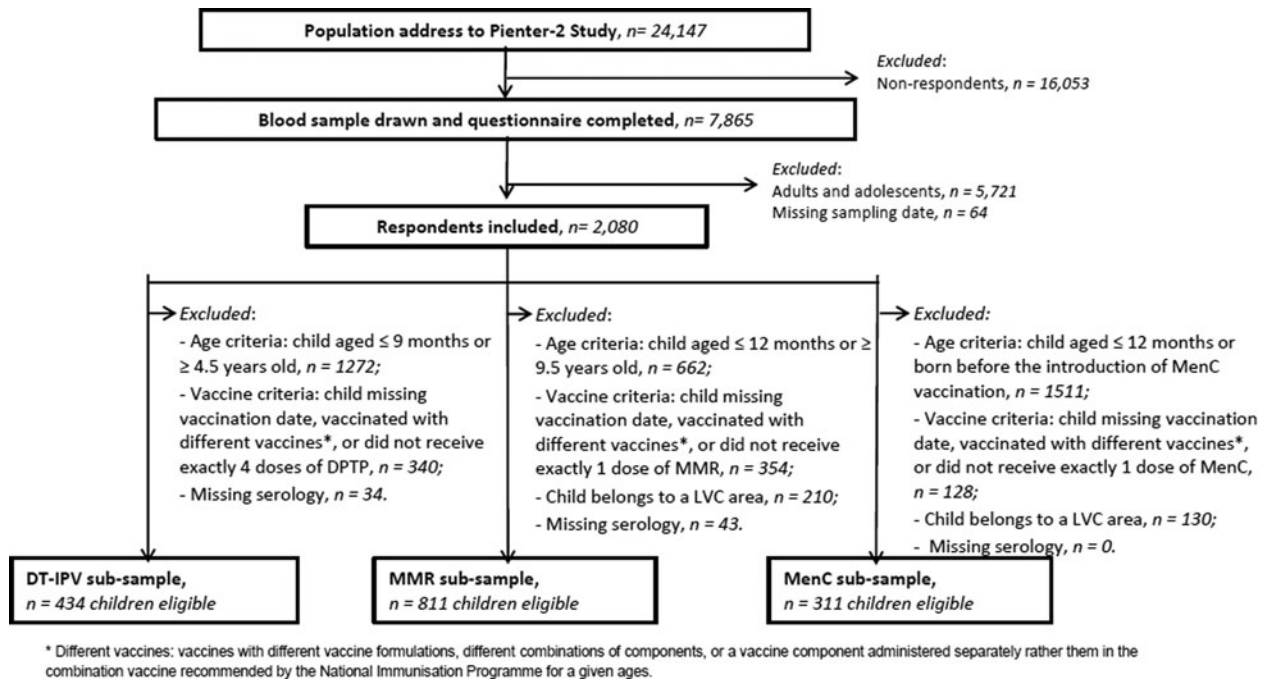 Population address to Pienter-2 Study, n= 24,147
Excluded:
Non-respondents, n = 16,053
Blood sample drawn and questionnaire completed, n= 7,865
Excluded:
Adults and adolescents, n = 5,721
Missing sampling date, n = 64
Respondents included, n= 2,080
Excluded:
- Age criteria: child aged ≤ 9 months or
≥ 4.5 years old, n = 1272;
- Vaccine criteria: child missing
vaccination date, vaccinated with
different vaccines*, or did not receive
exactly 4 doses of DPTP, n = 340;
- Missing serology, n = 34.
Excluded:
- Age criteria: child aged ≤ 12 months or ≥
9.5 years old, n = 662;
- Vaccine criteria: child missing
vaccination date, vaccinated with
different vaccines*, or did not receive
exactly 1 dose of MMR, n = 354;
- Child belongs to a LVC area, n = 210;
- Missing serology, n = 43.
Excluded:
- Age criteria: child aged ≤ 12 months or
born before the introduction of MenC
vaccination, n = 1511;
- Vaccine criteria: child missing vaccination
date, vaccinated with different vaccines*,
or did not receive exactly 1 dose of MenC,
n = 128;
- Child belongs to a LVC area, n = 130;
- Missing serology, n = 0.
DT-IPV sub-sample,
n = 434 children eligible
MMR sub-sample,
n = 811 children eligible
MenC sub-sample,
n = 311 children eligible
* Different vaccines: vaccines with different vaccine formulations, different combinations of components, or a vaccine component administered separately rather them in the
combination vaccine recommended by the National Immunisation Programme for a given ages.